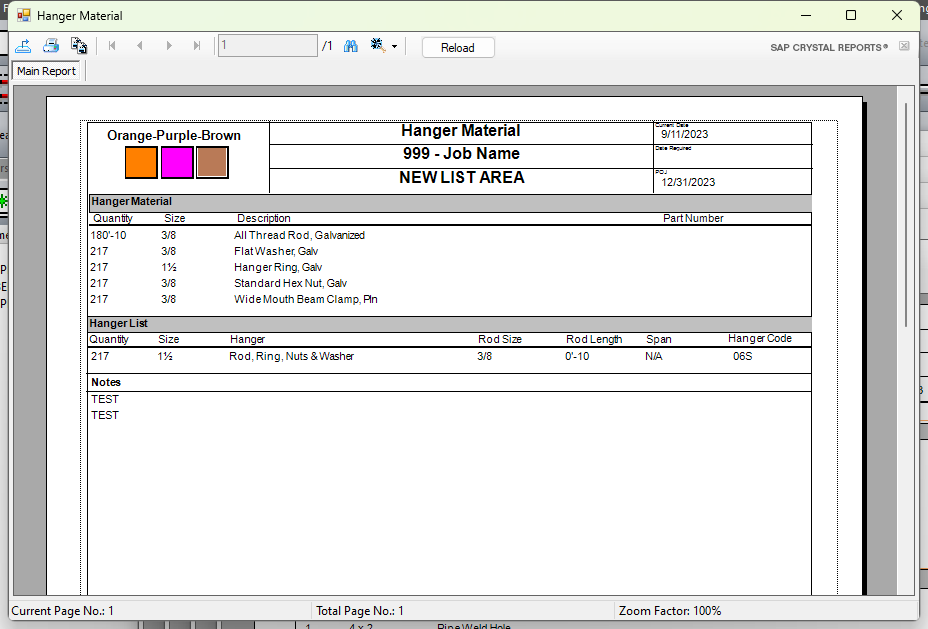 Hanger Material
1 /1 Reload SAP CRYSTAL REPORTS®
Main Report
Orange-Purple-Brown
Hanger Material
999 - Job Name
NEW LIST AREA
Current Date
9/11/2023
Date Required
POJ
12/31/2023
Hanger Material
Quantity Size Description Part Number
180'-10 3/8 All Thread Rod, Galvanized
217 3/8 Flat Washer, Galv
217 1½ Hanger Ring, Galv
217 3/8 Standard Hex Nut, Galv
217 3/8 Wide Mouth Beam Clamp, Pln
Hanger List
Quantity Size Hanger Rod Size Rod Length Span Hanger Code
217 1½ Rod, Ring, Nuts & Washer 3/8 0'-10 N/A 06S
Notes
TEST
TEST
Current Page No.: 1 Total Page No.: 1 Zoom Factor: 100%